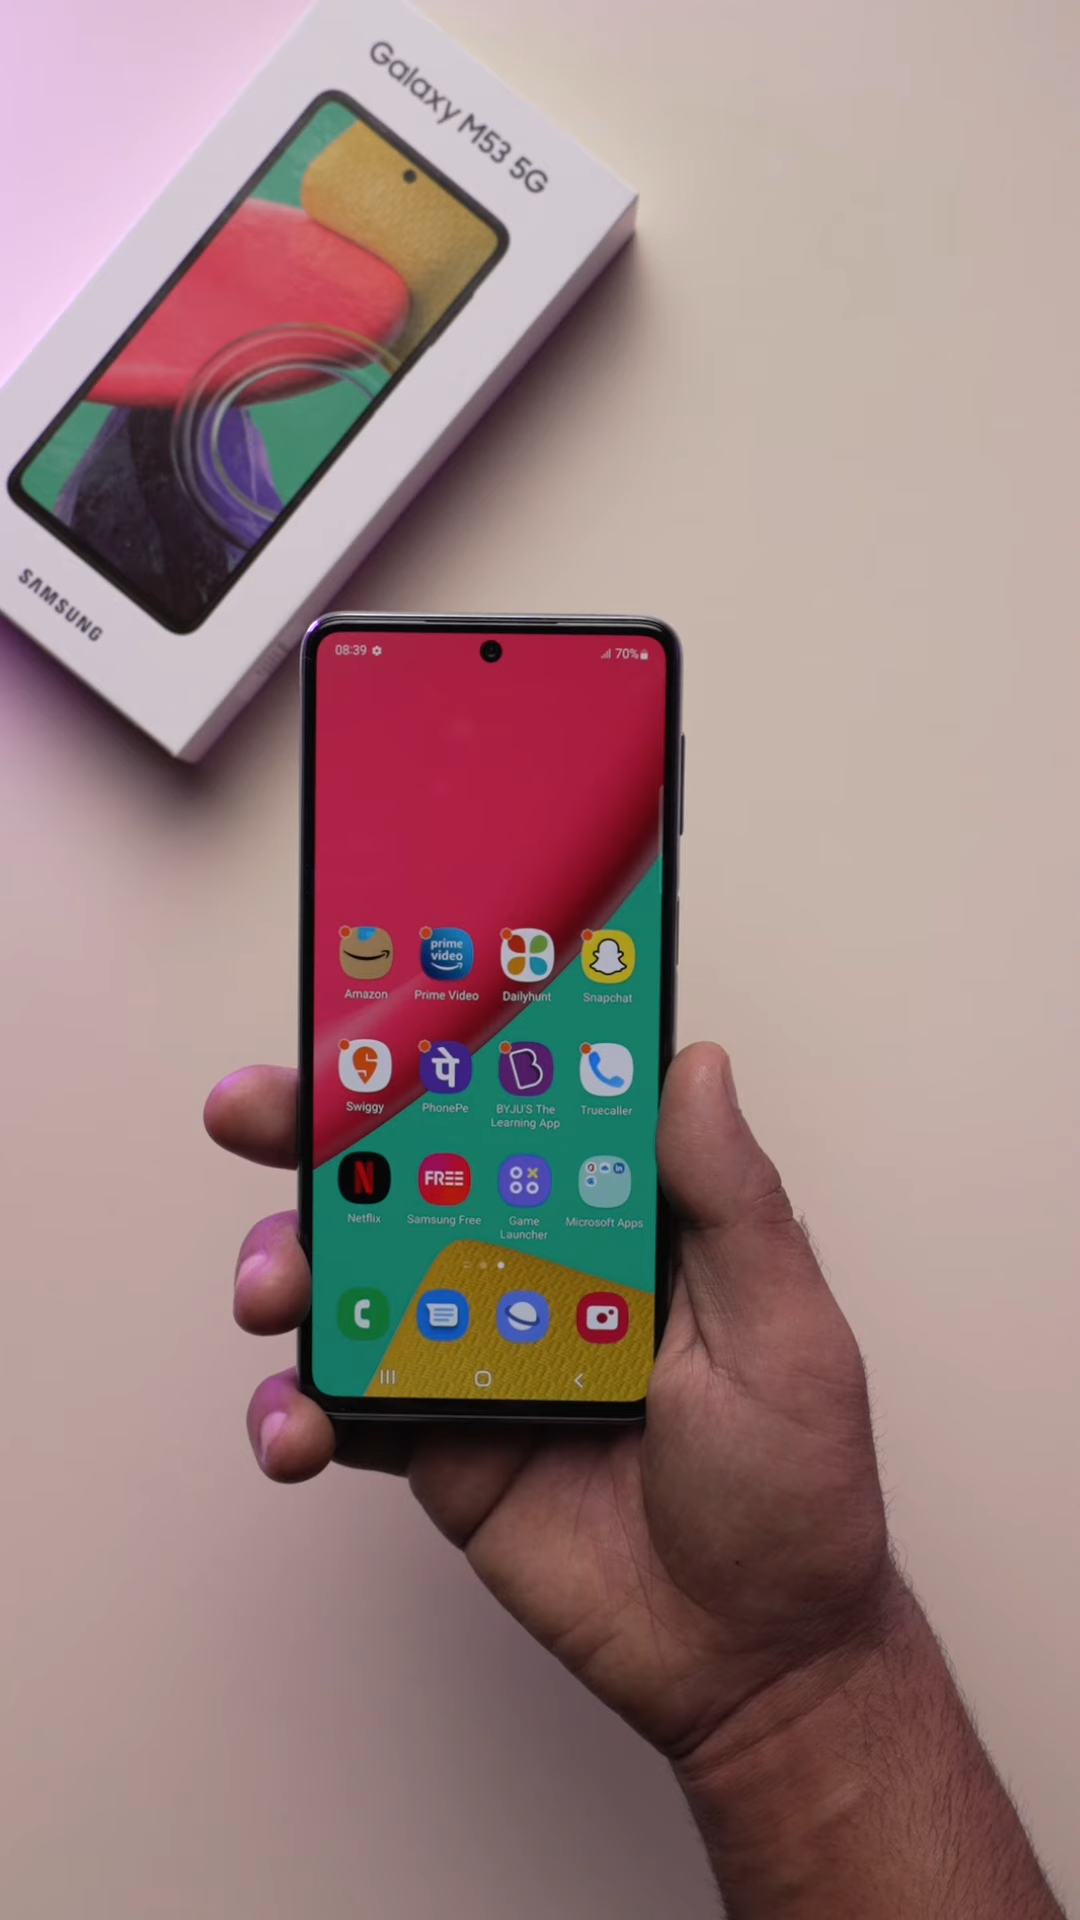 Galaxy M53 5G
SAMSUNG
08:39
70%
prime
video
Amazon
Prime Video
Dailyhunt
Snapchat
पे
B
Swiggy
PhonePe
BYJU'S The
Learning App
Truecaller
N
FREE
Netflix
Samsung Free
Game
Launcher
Microsoft Apps